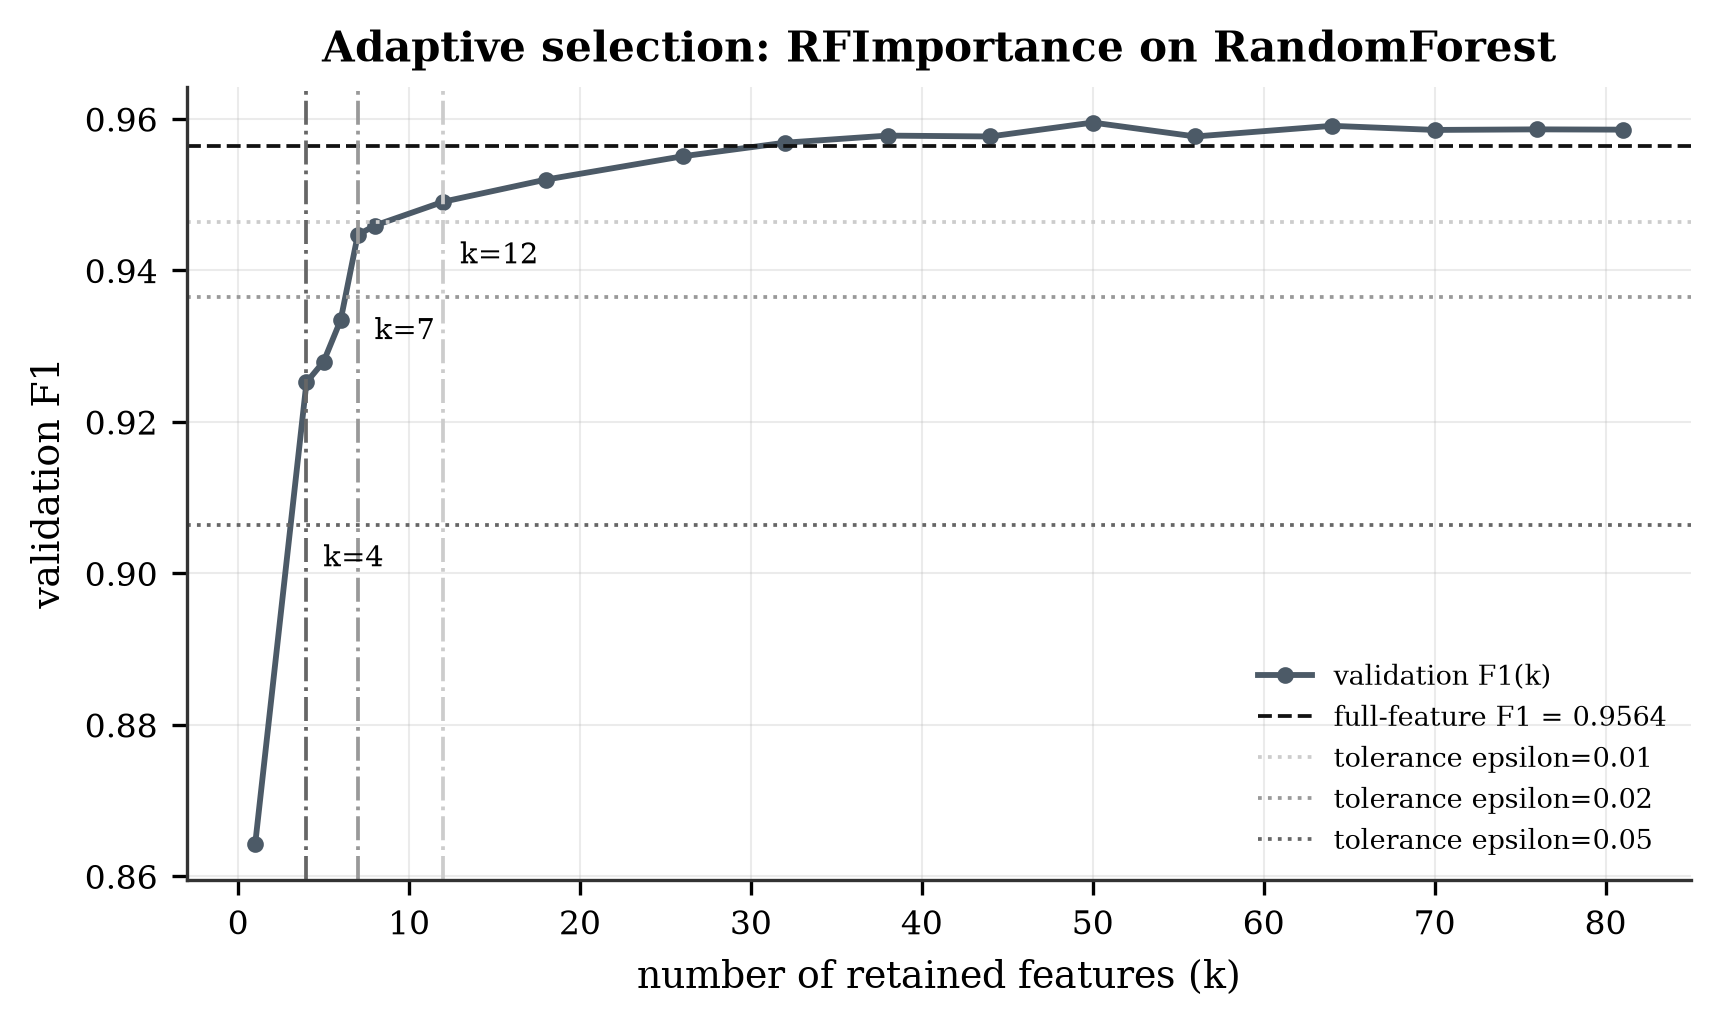 Adaptive selection: RFImportance on RandomForest
validation F1
0.96
0.94
0.92
0.90
0.88
0.86
k=12
k=7
k=4
validation F1(k)
full-feature F1 = 0.9564
tolerance epsilon=0.01
tolerance epsilon=0.02
tolerance epsilon=0.05
0 10 20 30 40 50 60 70 80
number of retained features (k)